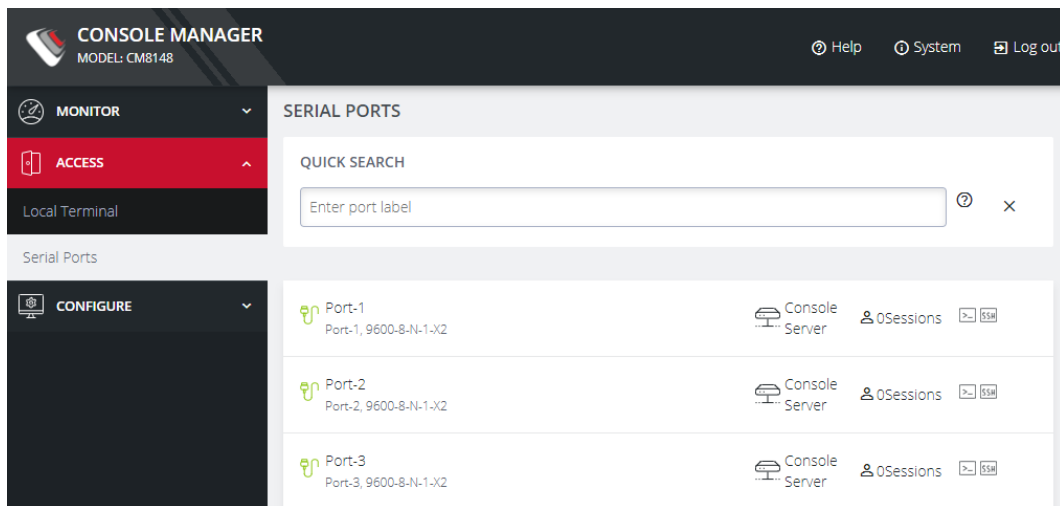 CONSOLE MANAGER
MODEL: CM8148
Help
System
Log out
MONITOR
ACCESS
Local Terminal
Serial Ports
CONFIGURE
SERIAL PORTS
QUICK SEARCH
Enter port label
Port-1
Port-1, 9600-8-N-1-X2
Console
Server
0Sessions
>_ SSH
Port-2
Port-2, 9600-8-N-1-X2
Console
Server
0Sessions
>_ SSH
Port-3
Port-3, 9600-8-N-1-X2
Console
Server
0Sessions
>_ SSH